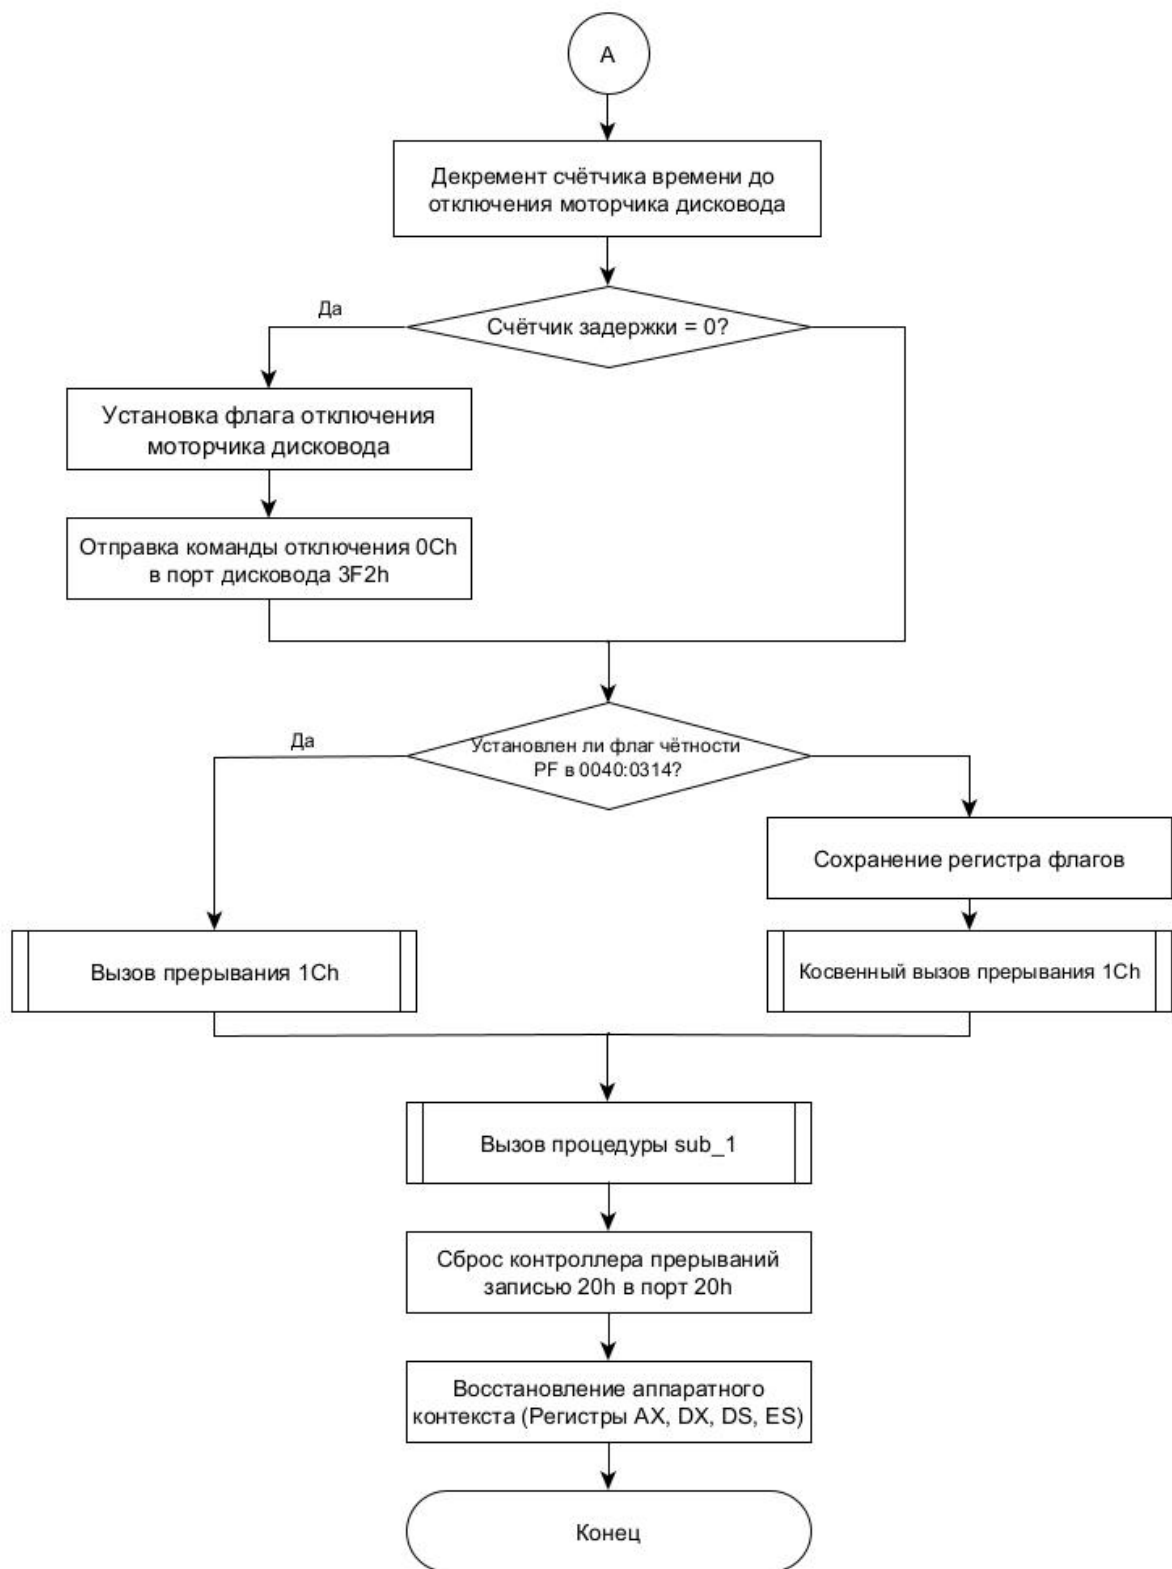 А
Декремент счётчика времени до
отключения моторчика дисковода
Да
Счётчик задержки = 0?
Установка флага отключения
моторчика дисковода
Отправка команды отключения 0Ch
в порт дисковода 3F2h
Да
Установлен ли флаг чётности
PF в 0040:0314?
Сохранение регистра флагов
Вызов прерывания 1Ch
Косвенный вызов прерывания 1Ch
Вызов процедуры sub_1
Сброс контроллера прерываний
записью 20h в порт 20h
Восстановление аппаратного
контекста (Регистры AX, DX, DS, ES)
Конец